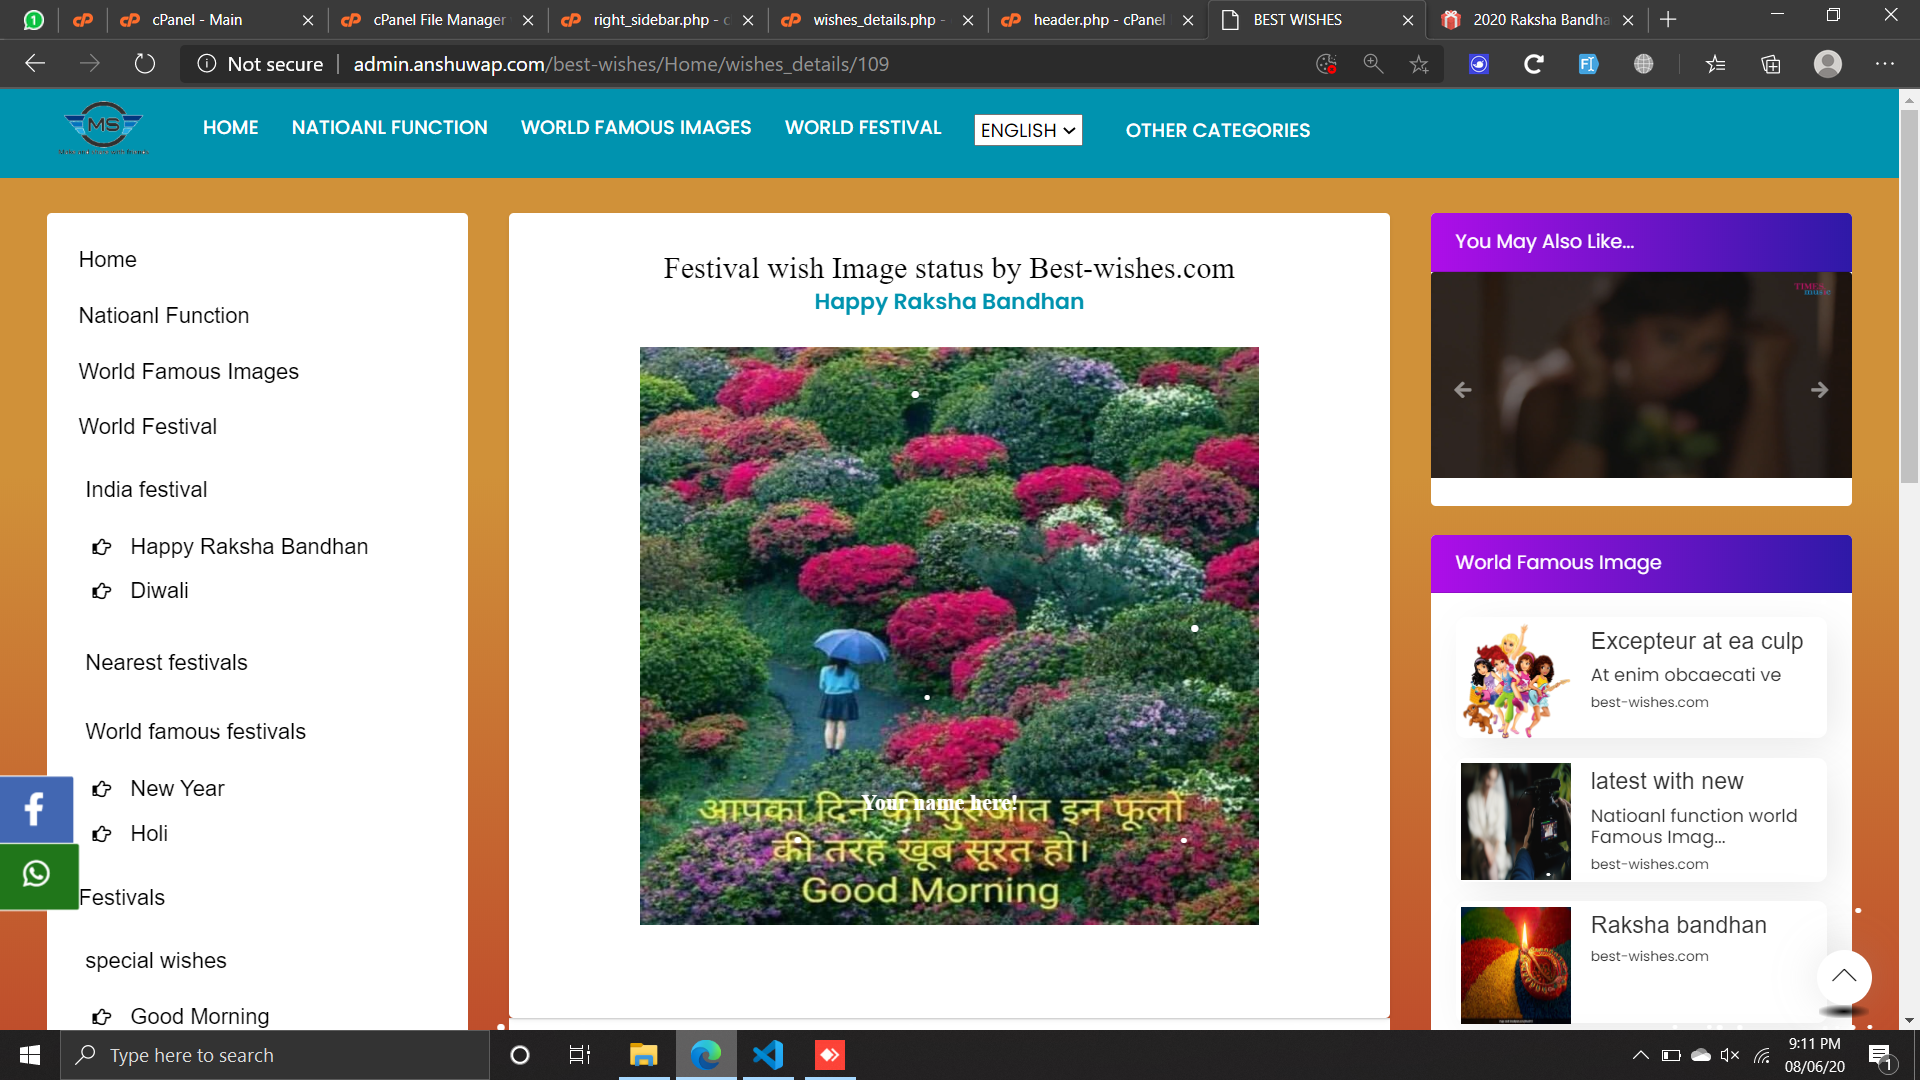 cPanel - Main
cPanel File Manager
right_sidebar.php - c
wishes_details.php -
header.php - cPanel
BEST WISHES
2020 Raksha Bandha
Not secure
admin.anshuwap.com/best-wishes/Home/wishes_details/109
MS
HOME
NATIOANL FUNCTION
WORLD FAMOUS IMAGES
WORLD FESTIVAL
ENGLISH
OTHER CATEGORIES
Home
Natioanl Function
World Famous Images
World Festival
India festival
Happy Raksha Bandhan
Diwali
Nearest festivals
World famous festivals
New Year
Holi
Festivals
special wishes
Good Morning
Festival wish Image status by Best-wishes.com
Happy Raksha Bandhan
Your name here!
आपका दिन की शुरुआत इन फूलो
की तरह खूब सूरत हो।
Good Morning
You May Also Like...
TIMES
music
World Famous Image
Excepteur at ea culp
At enim obcaecati ve
best-wishes.com
latest with new
Natioanl function world
Famous Imag...
best-wishes.com
Raksha bandhan
best-wishes.com
Type here to search
9:11 PM
08/06/20
1